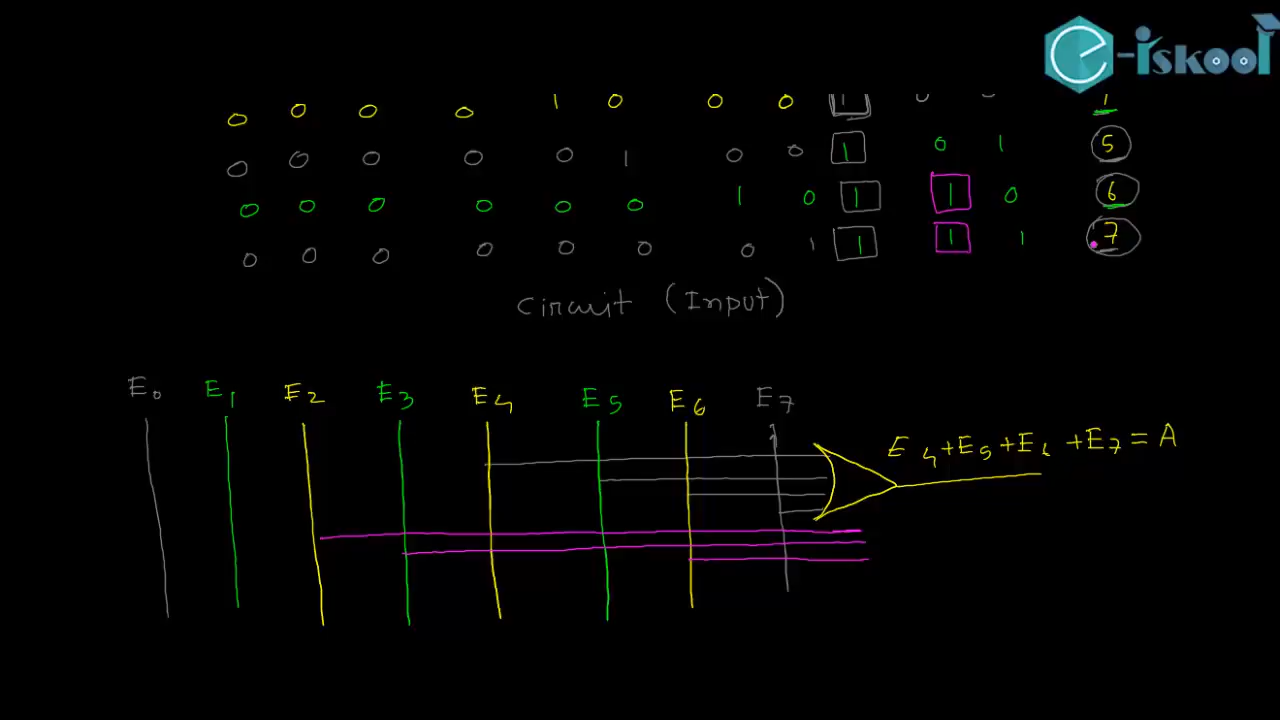 e-iskool
0 0 0 0 1 0 0 0 1 0 0 1
0 0 0 0 0 1 0 0 1 0 1 5
0 0 0 0 0 0 1 0 1 1 0 6
0 0 0 0 0 0 0 1 1 1 1 7
Circuit (Input)
E0 E1 E2 E3 E4 E5 E6 E7
E4+E5+E6+E7=A